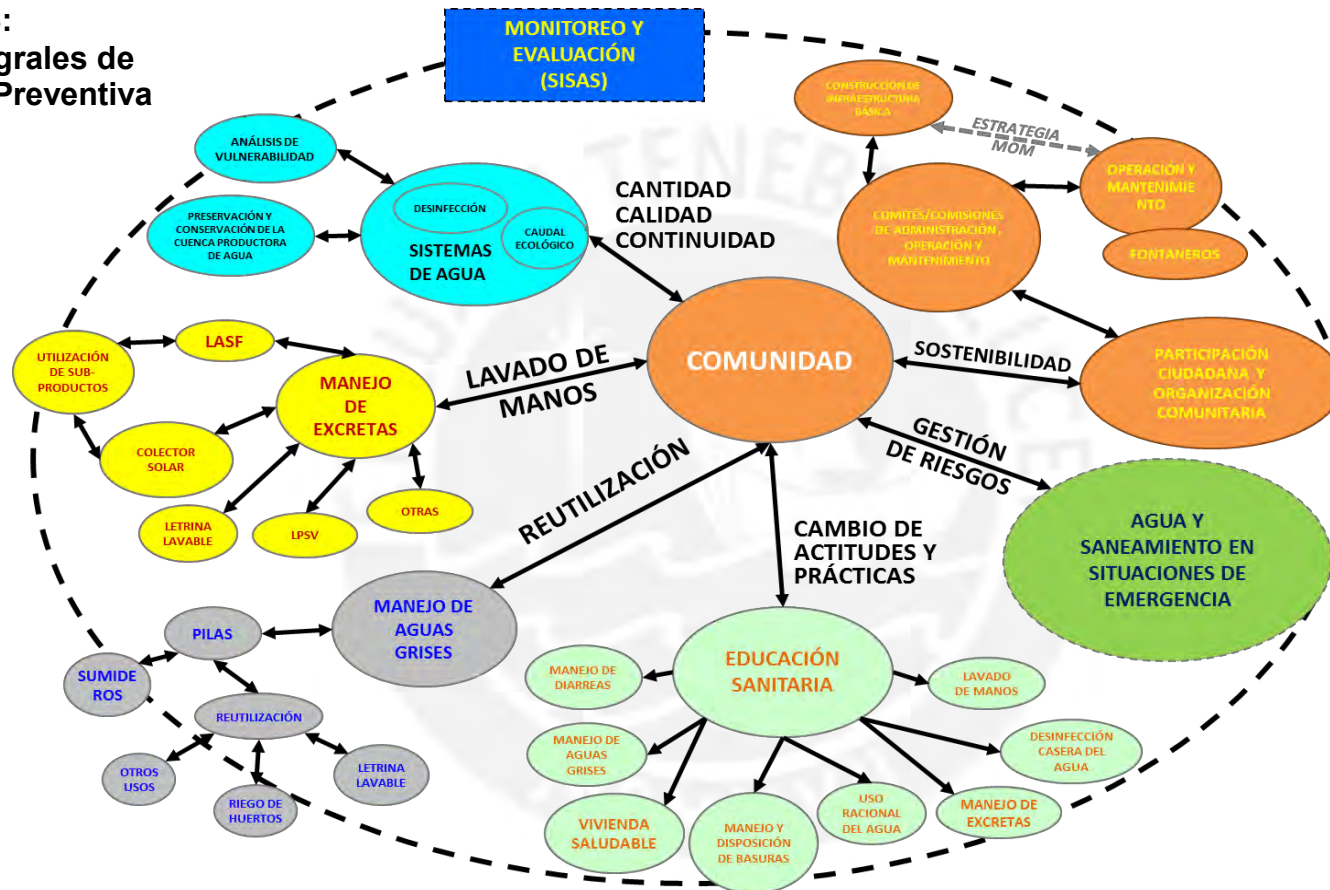 :
grales de
Preventiva
MONITOREO Y
EVALUACIÓN
(SISAS)
CONSTRUCCIÓN DE
INFRAESTRUCTURA
BÁSICA
ESTRATEGIA
MOM
OPERACIÓN Y
MANTENIMIE
NTO
FONTANEROS
COMITÉS/COMISIONES
DE ADMINISTRACIÓN ,
OPERACIÓN Y
MANTENIMIENTO
ANÁLISIS DE
VULNERABILIDAD
PRESERVACIÓN Y
CONSERVACIÓN DE LA
CUENCA PRODUCTORA
DE AGUA
DESINFECCIÓN
CAUDAL
ECOLÓGICO
SISTEMAS
DE AGUA
CANTIDAD
CALIDAD
CONTINUIDAD
COMUNIDAD
SOSTENIBILIDAD
PARTICIPACIÓN
CIUDADANA Y
ORGANIZACIÓN
COMUNITARIA
UTILIZACIÓN
DE SUB-
PRODUCTOS
LASF
MANEJO
DE
EXCRETAS
LAVADO DE
MANOS
COLECTOR
SOLAR
LETRINA
LAVABLE
LPSV
OTRAS
GESTIÓN
DE RIESGOS
AGUA Y
SANEAMIENTO EN
SITUACIONES DE
EMERGENCIA
REUTILIZACIÓN
CAMBIO DE
ACTITUDES Y
PRÁCTICAS
MANEJO DE
AGUAS
GRISES
PILAS
SUMIDE
ROS
REUTILIZACIÓN
OTROS
USOS
RIEGO DE
HUERTOS
LETRINA
LAVABLE
EDUCACIÓN
SANITARIA
MANEJO DE
DIARREAS
LAVADO
DE MANOS
MANEJO DE
AGUAS
GRISES
DESINFECCIÓN
CASERA DEL
AGUA
VIVIENDA
SALUDABLE
MANEJO Y
DISPOSICIÓN
DE BASURAS
USO
RACIONAL
DEL AGUA
MANEJO DE
EXCRETAS